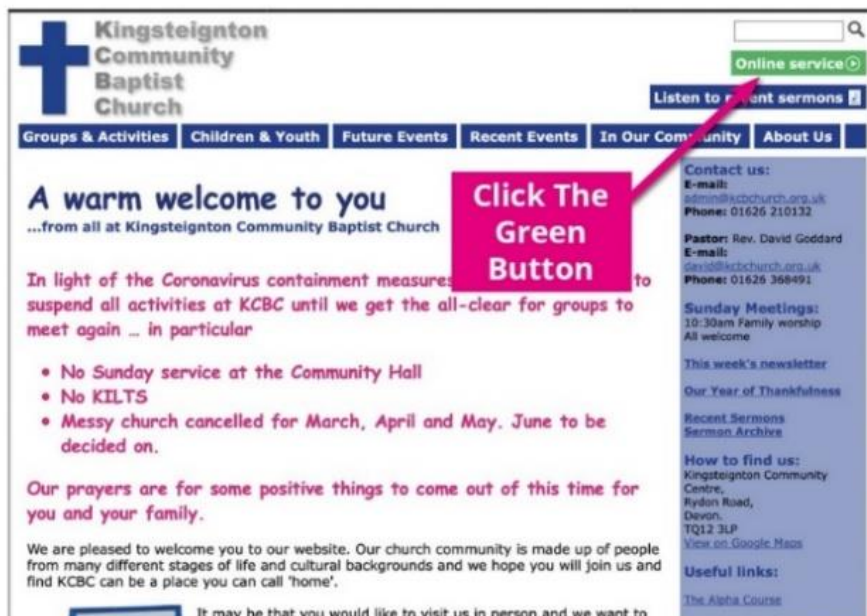 Kingsteignton
Community
Baptist
Church
Online service
Listen to recent sermons
Groups & Activities Children & Youth Future Events Recent Events In Our Community About Us
A warm welcome to you
...from all at Kingsteignton Community Baptist Church
Click The
Green
Button
In light of the Coronavirus containment measures to
suspend all activities at KCBC until we get the all-clear for groups to
meet again … in particular
• No Sunday service at the Community Hall
• No KILTS
• Messy church cancelled for March, April and May. June to be
decided on.
Our prayers are for some positive things to come out of this time for
you and your family.
We are pleased to welcome you to our website. Our church community is made up of people
from many different stages of life and cultural backgrounds and we hope you will join us and
find KCBC can be a place you can call 'home'.
It may be that you would like to visit us in person and we want to
Contact us:
E-mail:
admin@kcbchurch.org.uk
Phone: 01626 210132
Pastor: Rev. David Goddard
E-mail:
david@kcbchurch.org.uk
Phone: 01626 368491
Sunday Meetings:
10:30am Family worship
All welcome
This week's newsletter
Our Year of Thankfulness
Recent Sermons
Sermon Archive
How to find us:
Kingsteignton Community
Centre,
Rydon Road,
Devon.
TQ12 3LP
View on Google Maps
Useful links:
The Alpha Course